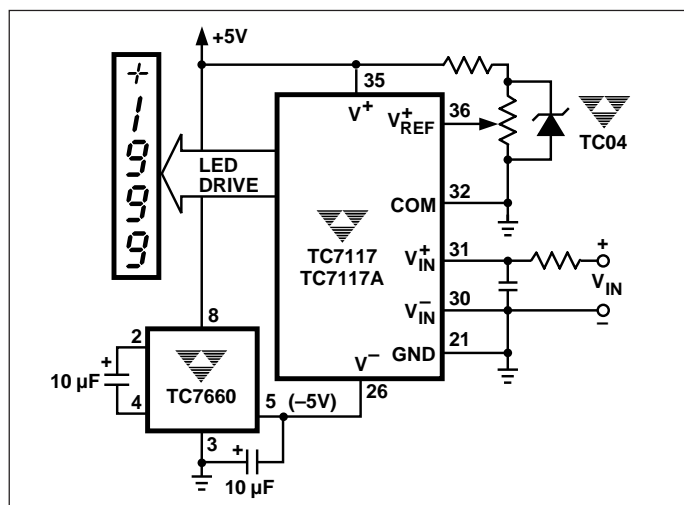 +5V
+1999
35
V+
36
V+REF
TC04
LED
DRIVE
32
COM
TC7117
TC7117A
31
V+IN
+
VIN
30
V–IN
–
21
GND
8
V–
26
2
+
10 µF
4
TC7660
5
(–5V)
3
+
10 µF